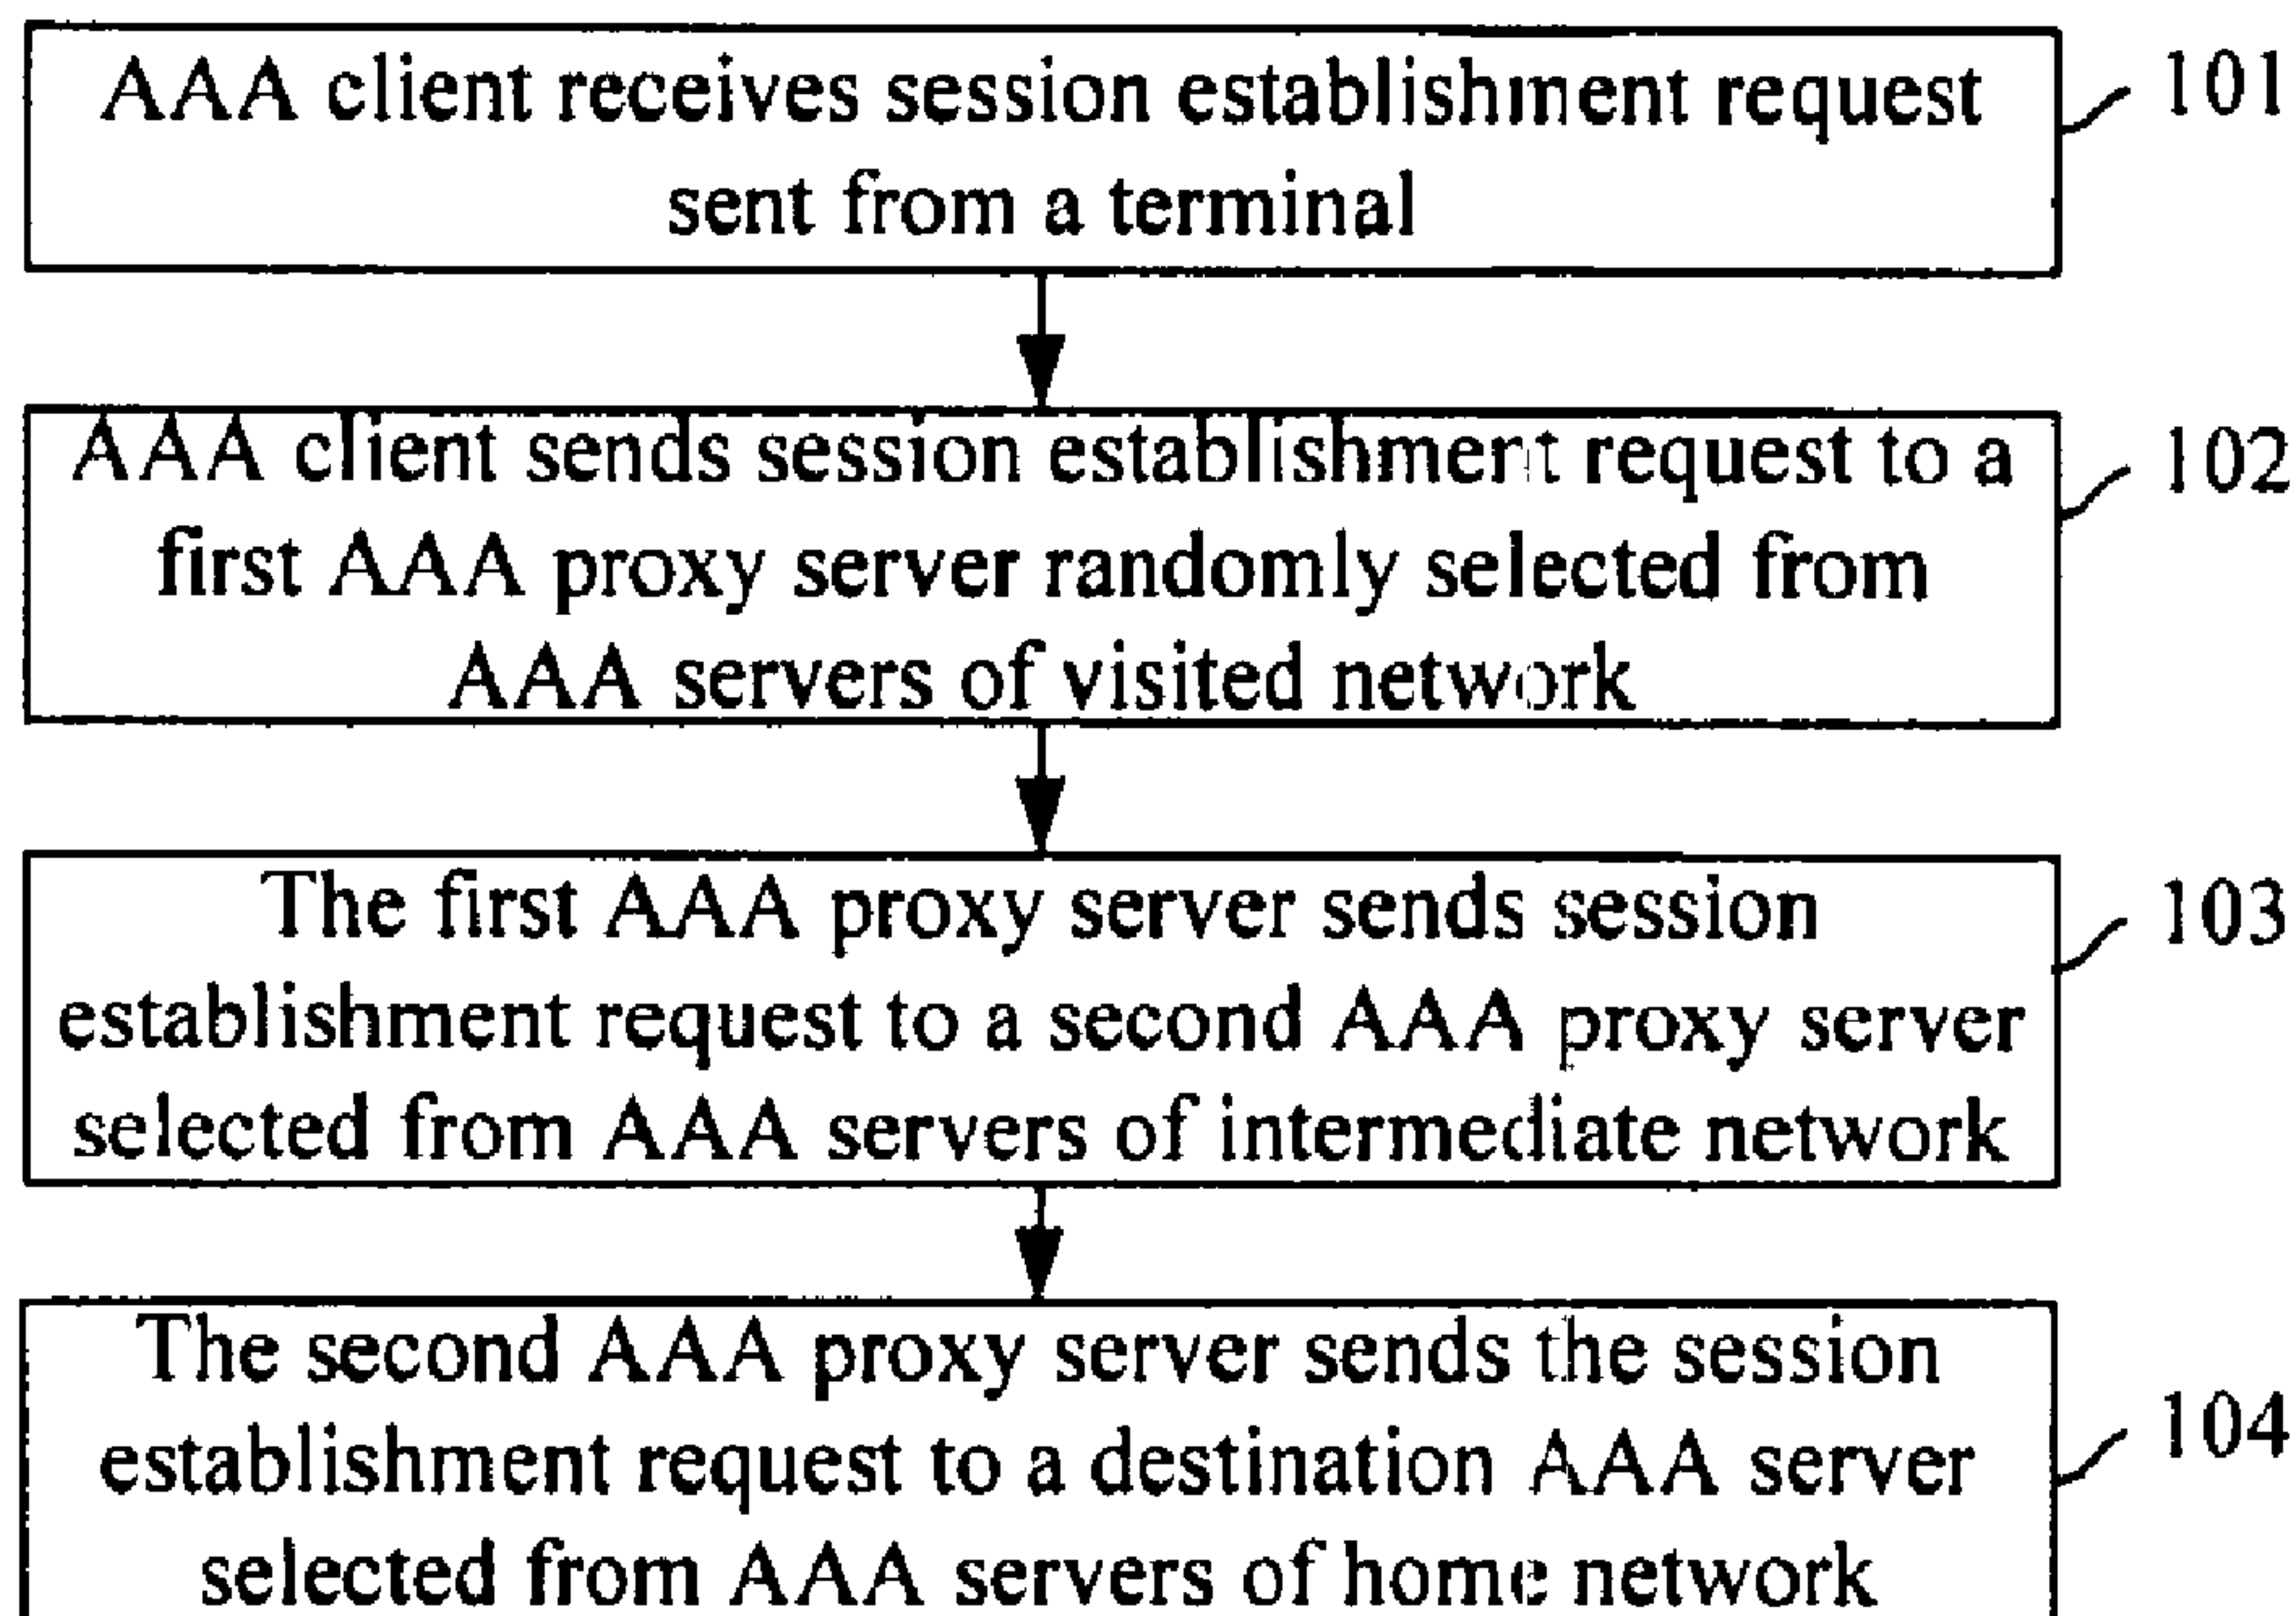 AAA client receives session establishment request
sent from a terminal
101
AAA client sends session establishment request to a
first AAA proxy server randomly selected from
AAA servers of visited network
102
The first AAA proxy server sends session
establishment request to a second AAA proxy server
selected from AAA servers of intermediate network
103
The second AAA proxy server sends the session
establishment request to a destination AAA server
selected from AAA servers of home network
104